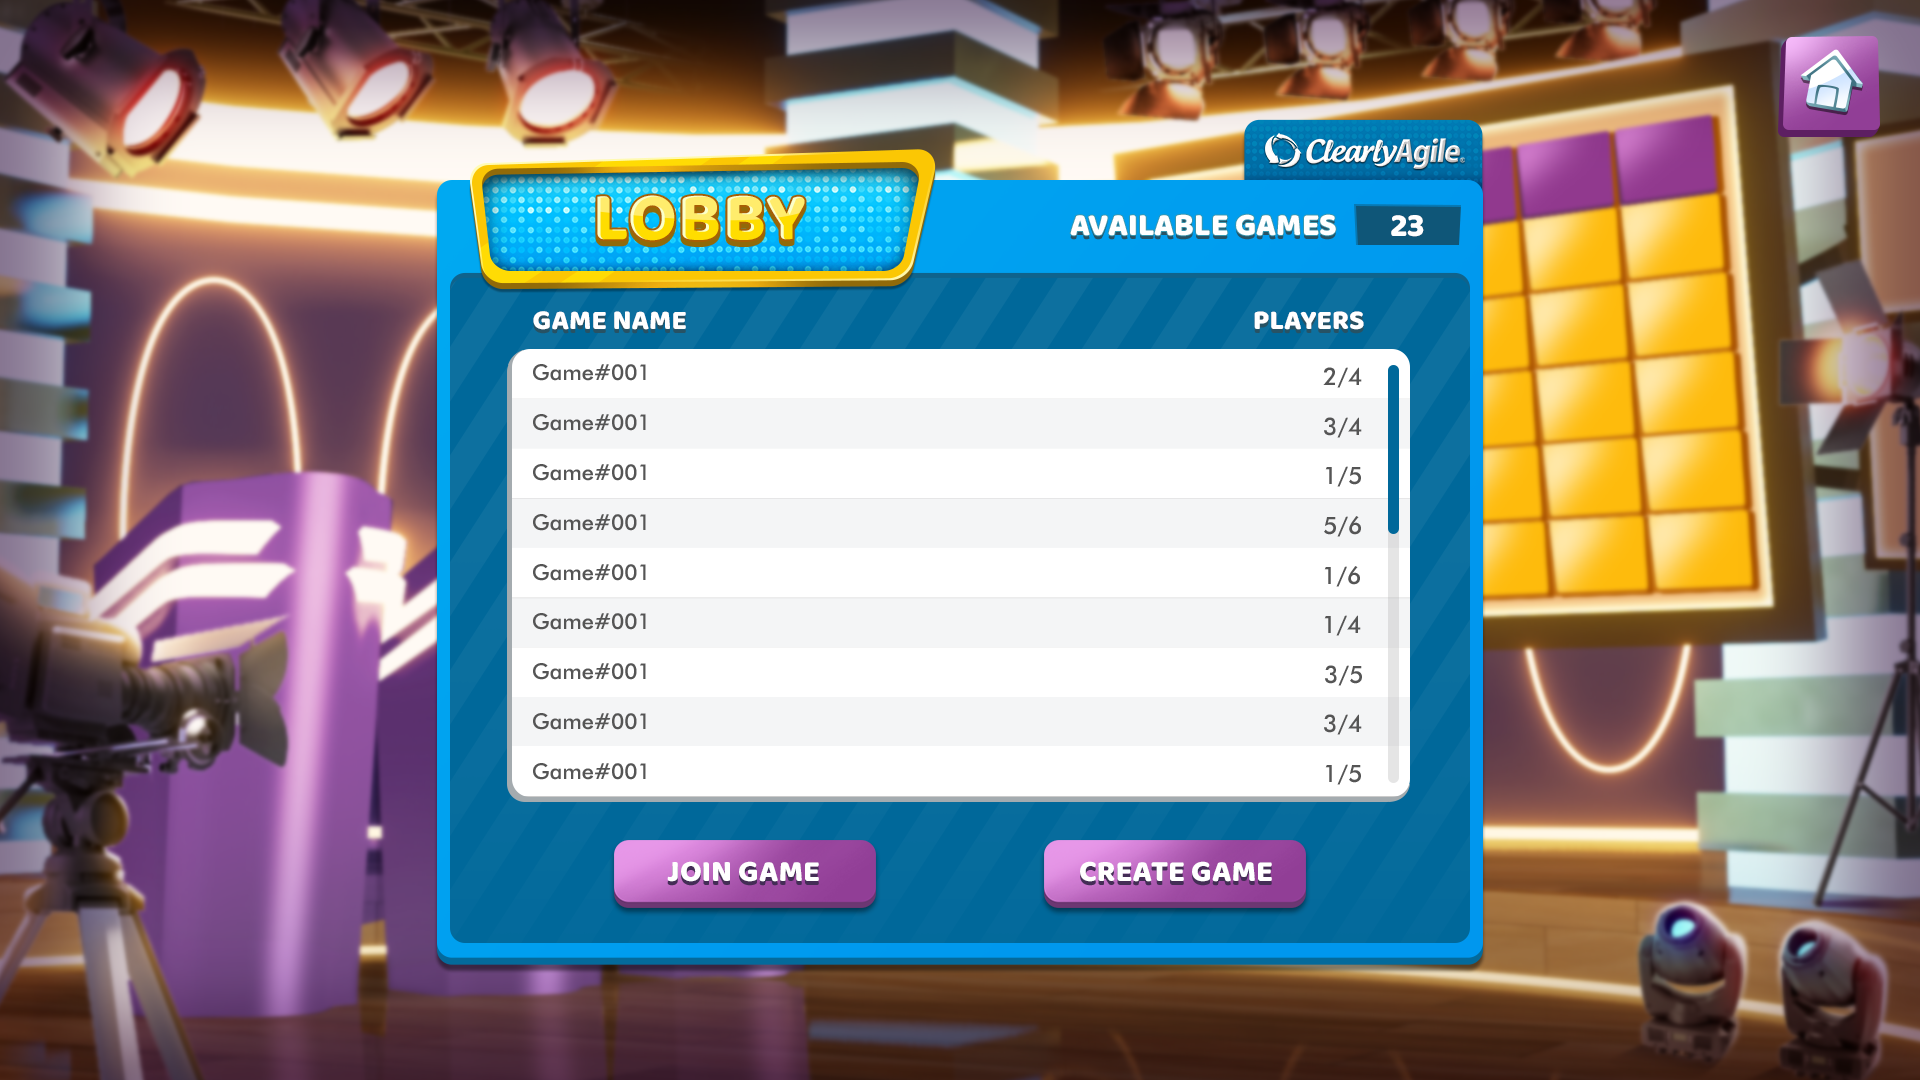 ClearlyAgile
LOBBY
AVAILABLE GAMES 23
GAME NAME PLAYERS
Game#001 2/4
Game#001 3/4
Game#001 1/5
Game#001 5/6
Game#001 1/6
Game#001 1/4
Game#001 3/5
Game#001 3/4
Game#001 1/5
JOIN GAME CREATE GAME